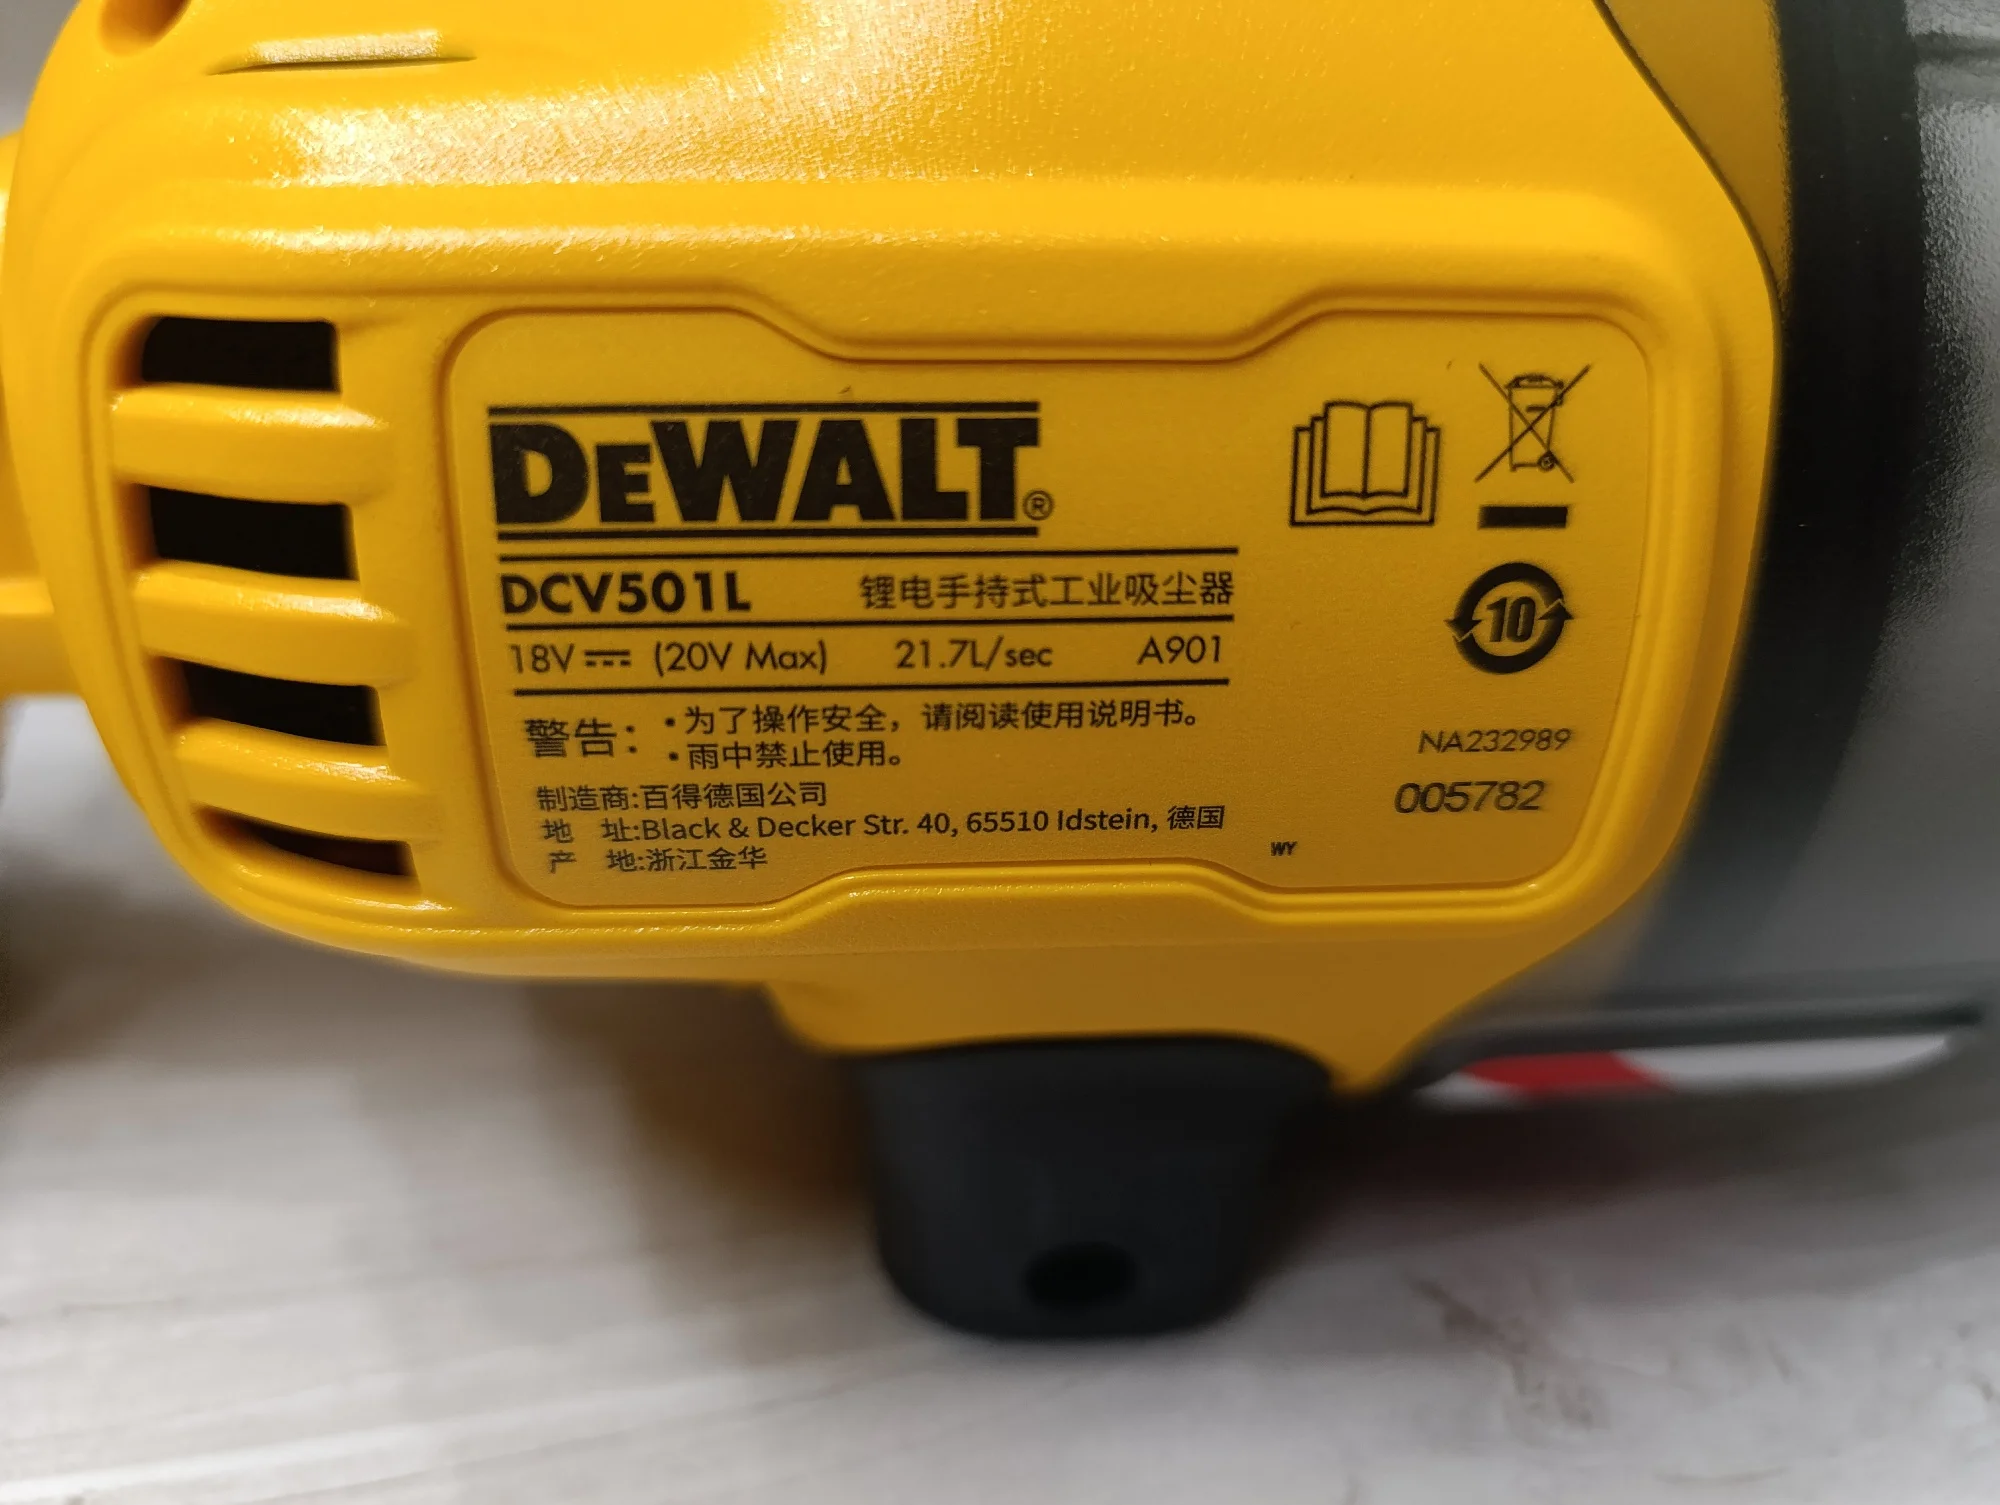 DEWALT®
DCV501L 锂电手持式工业吸尘器
18V (20V Max) 21.7L/sec A901
警告: •为了操作安全，请阅读使用说明书。
•雨中禁止使用。
制造商:百得德国公司
地 址:Black & Decker Str. 40, 65510 Idstein, 德国
产 地:浙江金华
10
NA232989
005782
WY